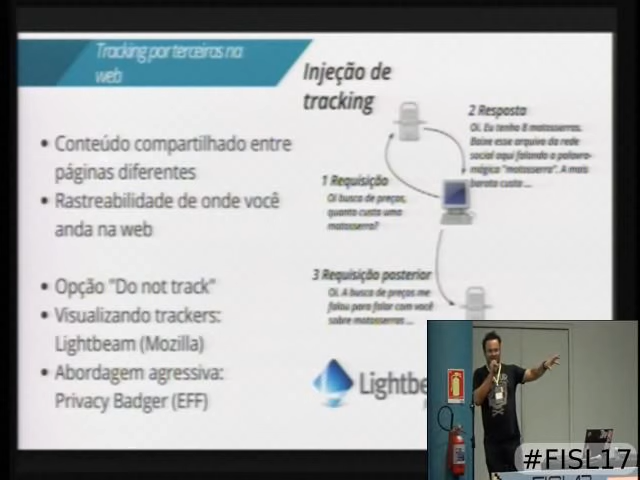 Tracking por terceiros na
web
Injeção de
tracking
• Conteúdo compartilhado entre
páginas diferentes
• Rastreabilidade de onde você
anda na web
• Opção "Do not track"
• Visualizando trackers:
Lightbeam (Mozilla)
• Abordagem agressiva:
Privacy Badger (EFF)
2 Resposta
Oi. Eu tenho 8 matosserras.
Baixe esse arquivo da rede
social aqui falando a palavra-
mágica "matosserra". A mais
barata custa ...
1 Requisição
Oi busca de preços,
quanto custa uma
matosserra?
3 Requisição posterior
Oi. A busca de preços me
falou para falar com você
sobre matosserras ...
Lightbe
#FISL17